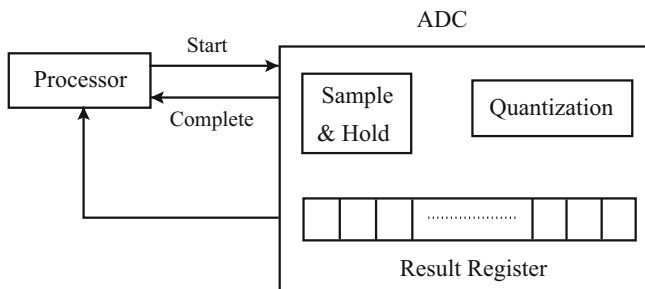 ADC
Start
Processor
Complete
Sample
& Hold
Quantization
Result Register